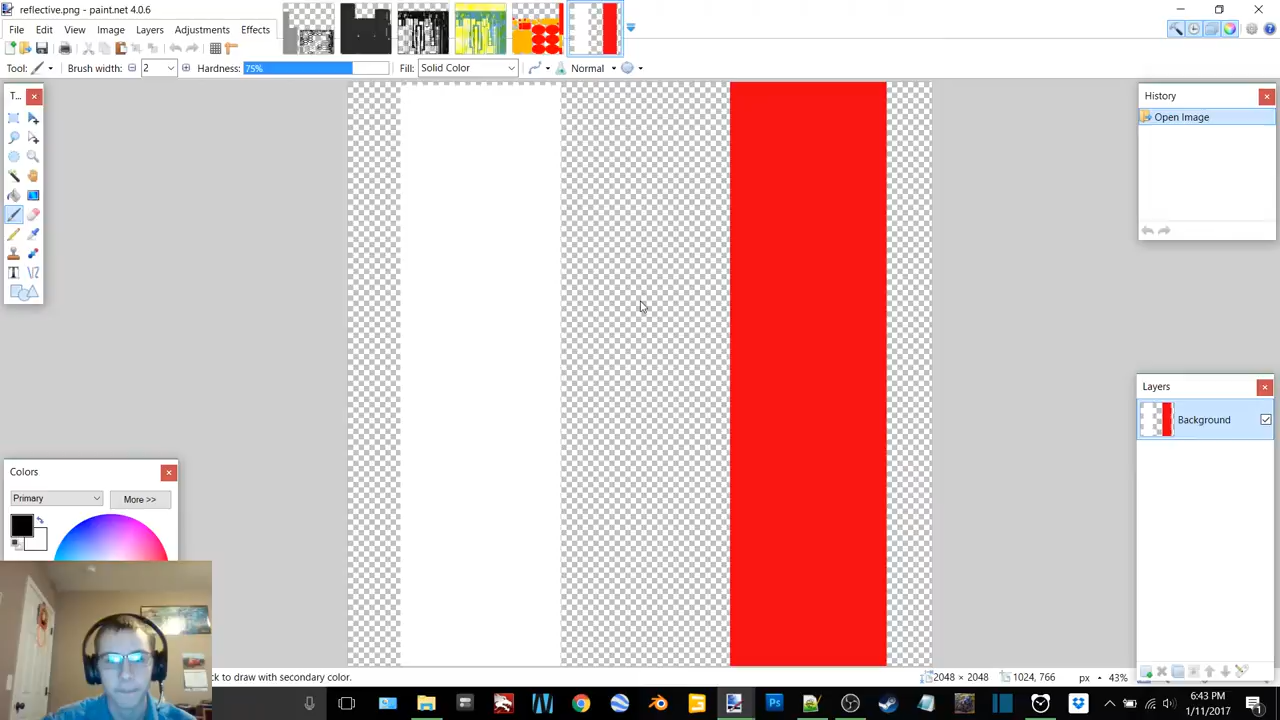 reflective.png - paint.net 4.0.6
File Edit View Image Layers Adjustments Effects
Tool: Brush width: 2 Hardness: 75% Fill: Solid Color Normal
T...
History
Open Image
Layers
Background
Colors
Primary More >>
ck to draw with secondary color.
2048 × 2048 1024, 766 px 43%
6:43 PM
1/11/2017